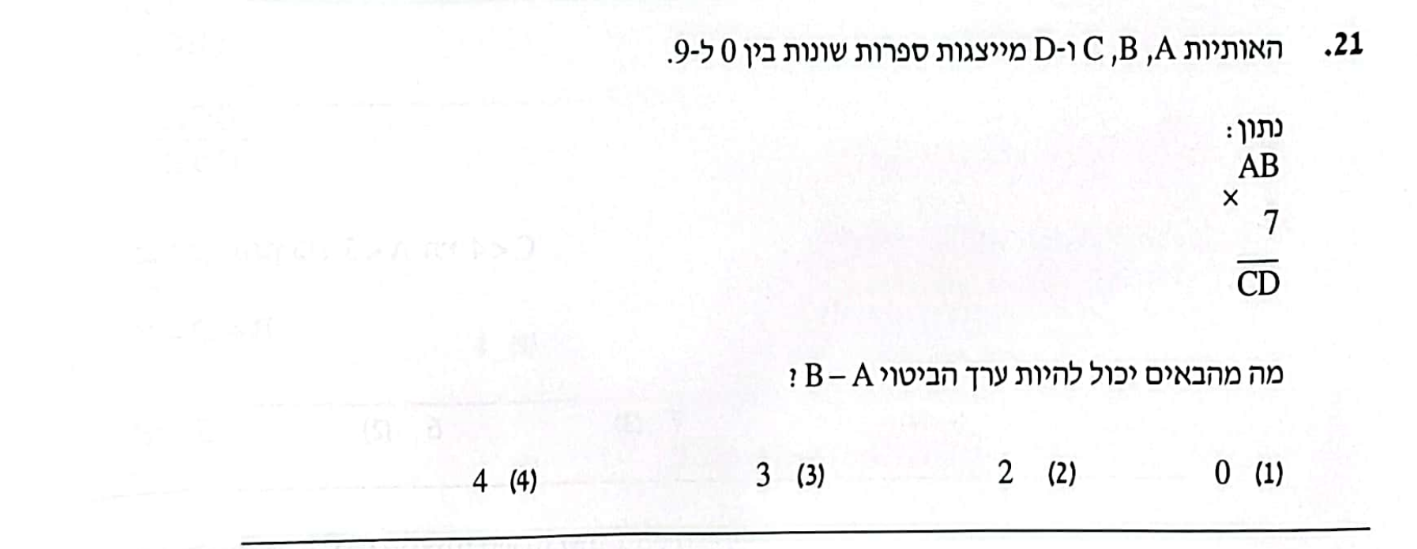 21. האותיות A, B, C ו-D מייצגות ספרות שונות בין 0 ל-9.
נתון:
AB
×
7
CD
מה מהבאים יכול להיות ערך הביטוי B – A ?
(1) 0 (2) 2 (3) 3 (4) 4